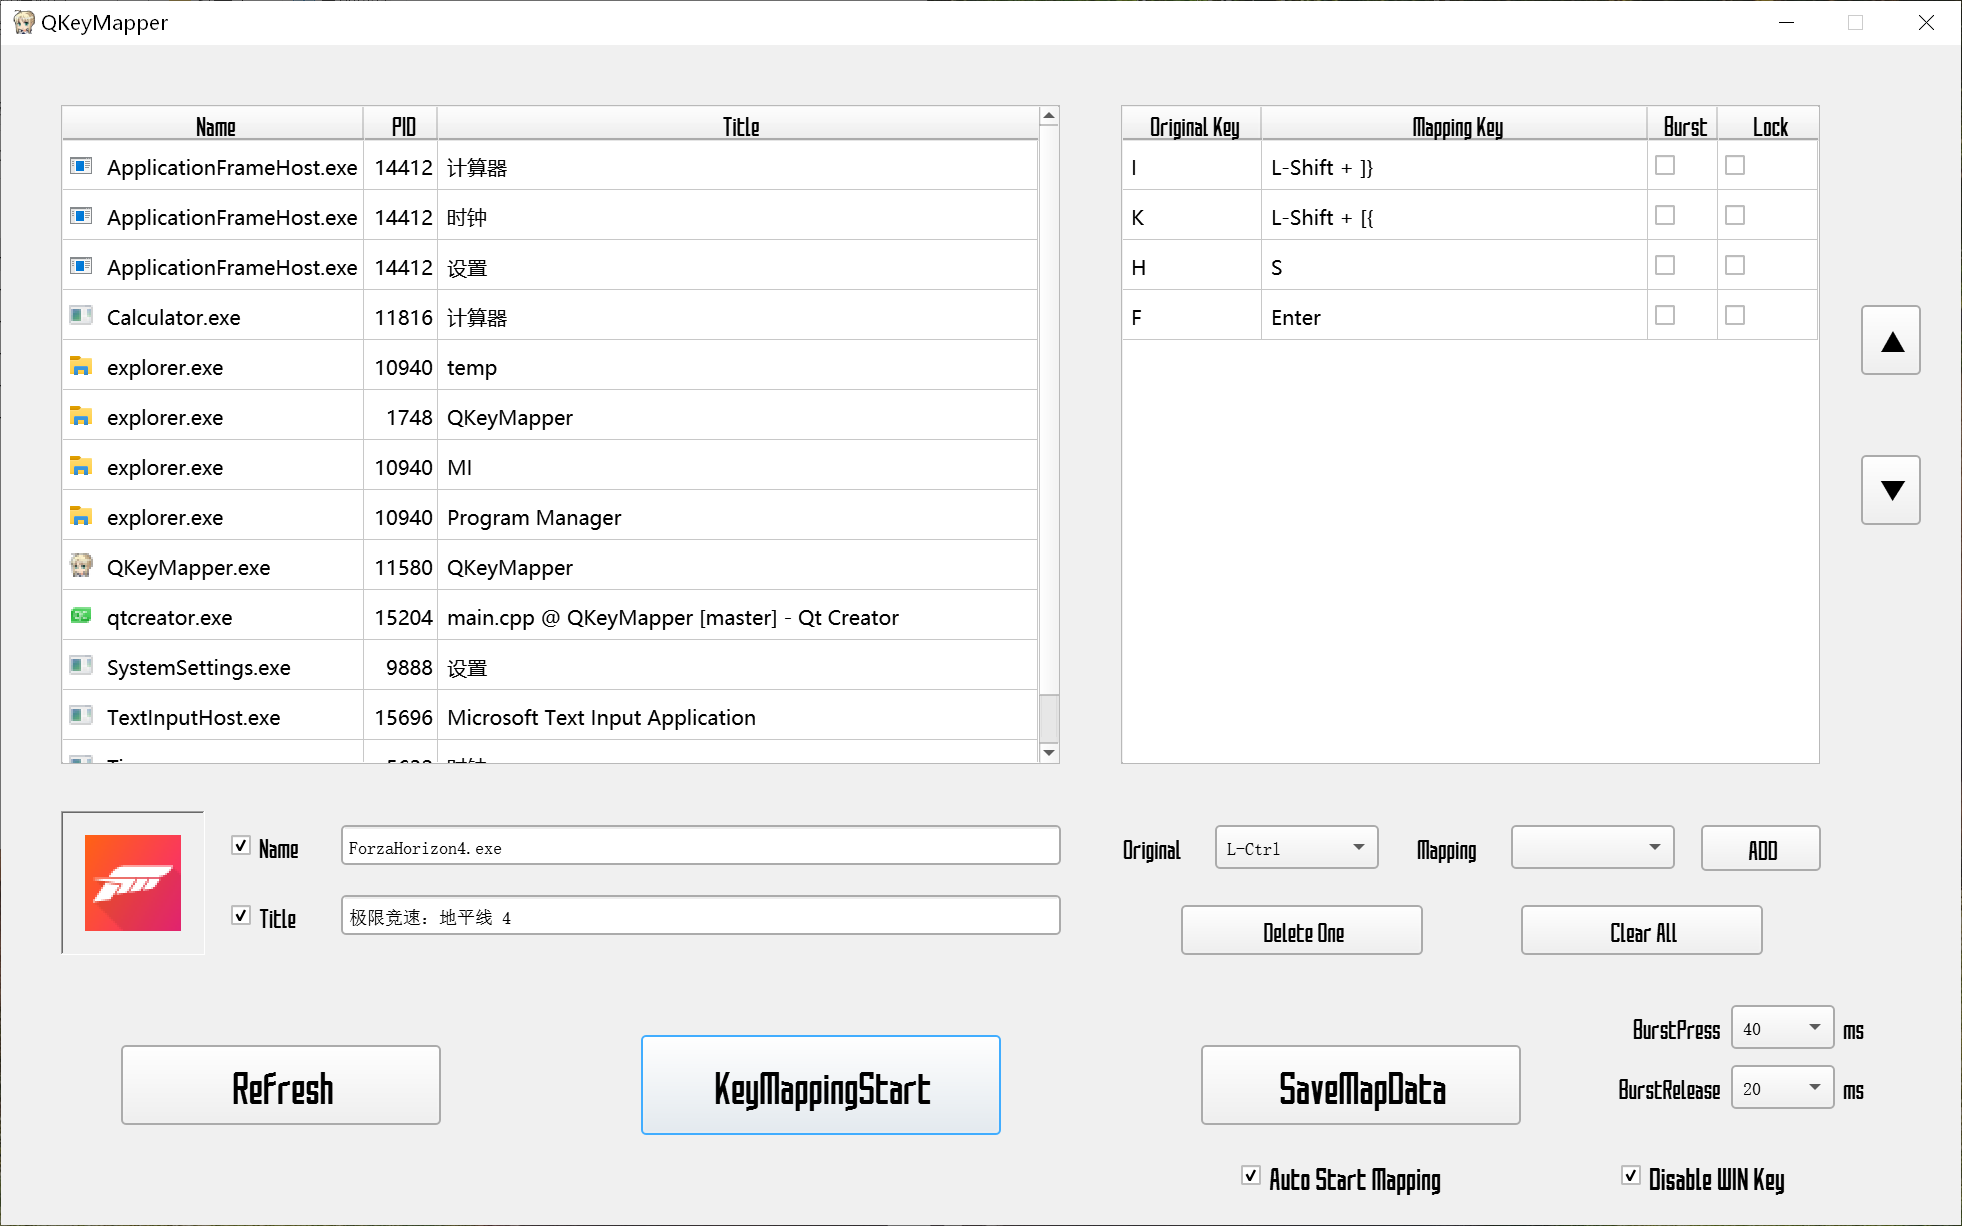 QKeyMapper
Name PID Title
ApplicationFrameHost.exe 14412 计算器
ApplicationFrameHost.exe 14412 时钟
ApplicationFrameHost.exe 14412 设置
Calculator.exe 11816 计算器
explorer.exe 10940 temp
explorer.exe 1748 QKeyMapper
explorer.exe 10940 MI
explorer.exe 10940 Program Manager
QKeyMapper.exe 11580 QKeyMapper
qtcreator.exe 15204 main.cpp @ QKeyMapper [master] - Qt Creator
SystemSettings.exe 9888 设置
TextInputHost.exe 15696 Microsoft Text Input Application
Original Key Mapping Key Burst Lock
I L-Shift + ]}
K L-Shift + [{
H S
F Enter
▲
▼
Name ForzaHorizon4.exe
Title 极限竞速：地平线 4
Original L-Ctrl Mapping ADD
Delete One Clear All
Refresh KeyMappingStart SaveMapData
BurstPress 40 ms
BurstRelease 20 ms
Auto Start Mapping Disable WIN Key